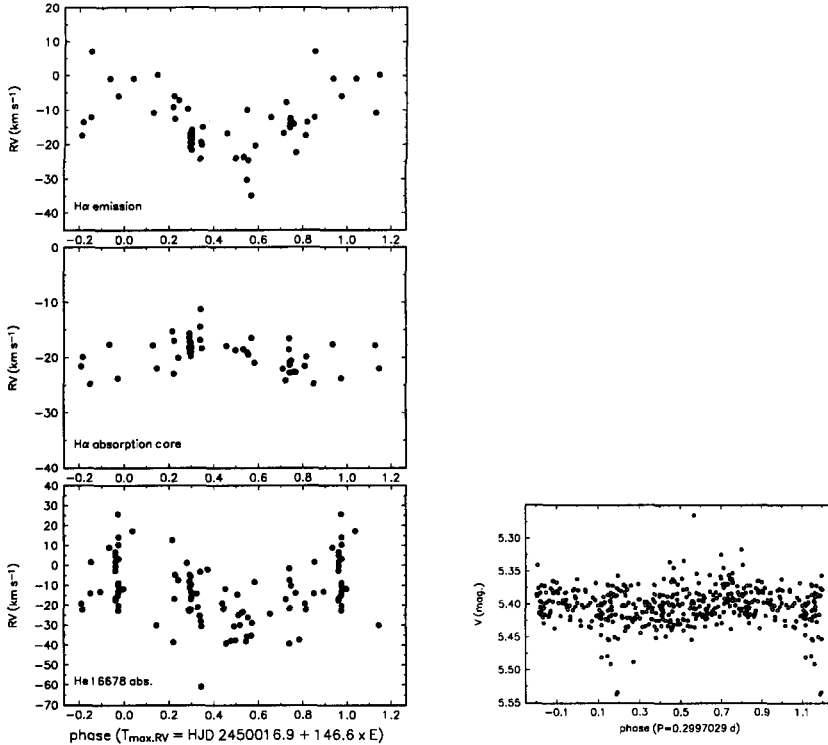 20
10
0
−10
−20
−30
−40
RV (km s⁻¹)
Hα emission
−0.2 0.0 0.2 0.4 0.6 0.8 1.0 1.2
0
−10
−20
−30
−40
RV (km s⁻¹)
Hα absorption core
−0.2 0.0 0.2 0.4 0.6 0.8 1.0 1.2
40
30
20
10
0
−10
−20
−30
−40
−50
−60
−70
RV (km s⁻¹)
He I 6678 abs.
−0.2 0.0 0.2 0.4 0.6 0.8 1.0 1.2
phase (Tmax.RV = HJD 2450016.9 + 146.6 x E)
5.30
5.35
5.40
5.45
5.50
5.55
V (mag.)
−0.1 0.1 0.3 0.5 0.7 0.9 1.1
phase (P=0.2997029 d)